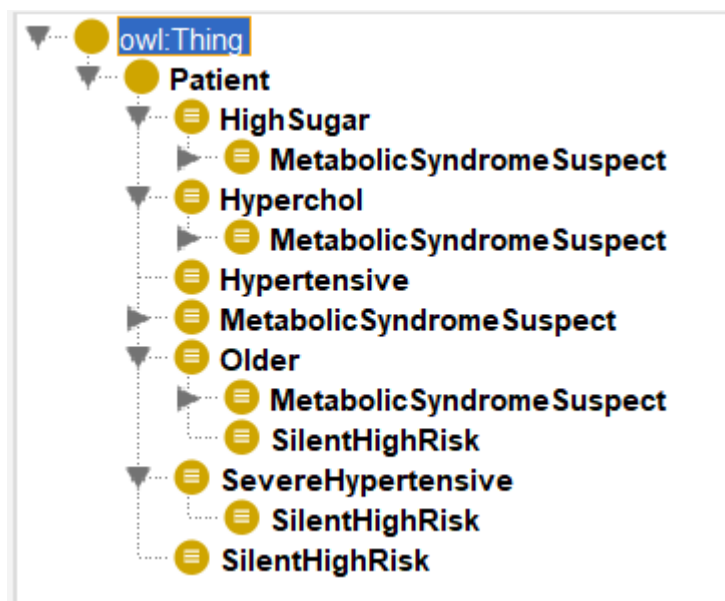 owl:Thing
Patient
HighSugar
MetabolicSyndromeSuspect
Hyperchol
MetabolicSyndromeSuspect
Hypertensive
MetabolicSyndromeSuspect
Older
MetabolicSyndromeSuspect
SilentHighRisk
SevereHypertensive
SilentHighRisk
SilentHighRisk